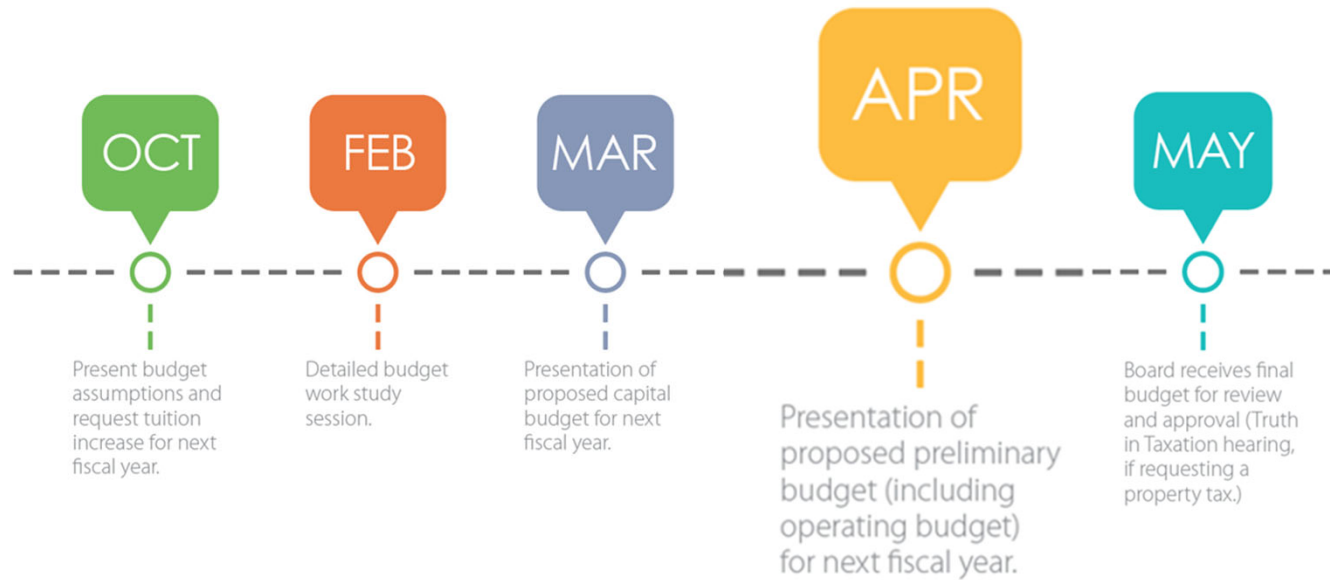 OCT
Present budget
assumptions and
request tuition
increase for next
fiscal year.
FEB
Detailed budget
work study
session.
MAR
Presentation of
proposed capital
budget for next
fiscal year.
APR
Presentation of
proposed preliminary
budget (including
operating budget)
for next fiscal year.
MAY
Board receives final
budget for review
and approval (Truth
in Taxation hearing,
if requesting a
property tax.)